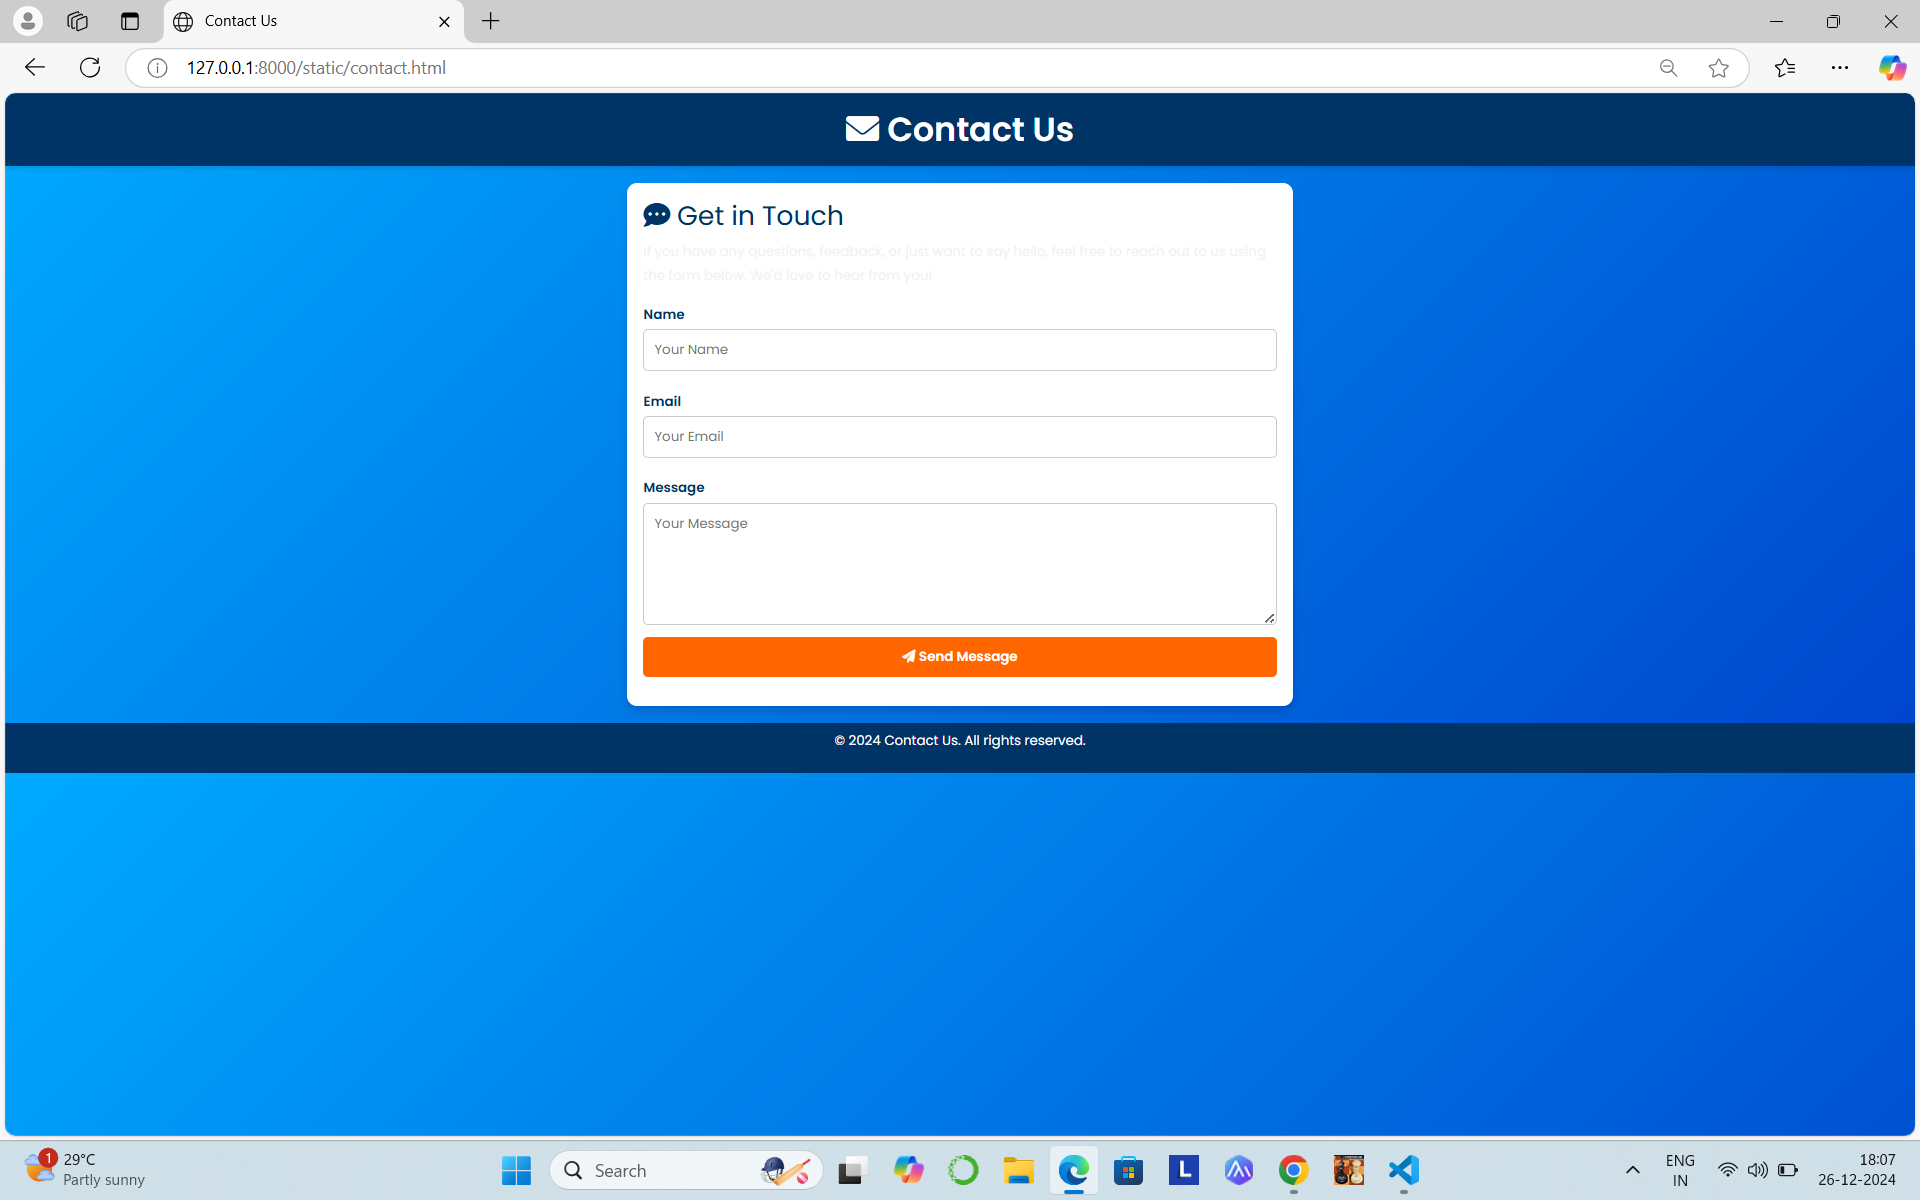 Contact Us
127.0.0.1:8000/static/contact.html
Contact Us
Get in Touch
If you have any questions, feedback, or just want to say hello, feel free to reach out to us using
the form below. We'd love to hear from you!
Name
Your Name
Email
Your Email
Message
Your Message
Send Message
© 2024 Contact Us. All rights reserved.
1
29°C
Partly sunny
Search
L
ENG
IN
18:07
26-12-2024